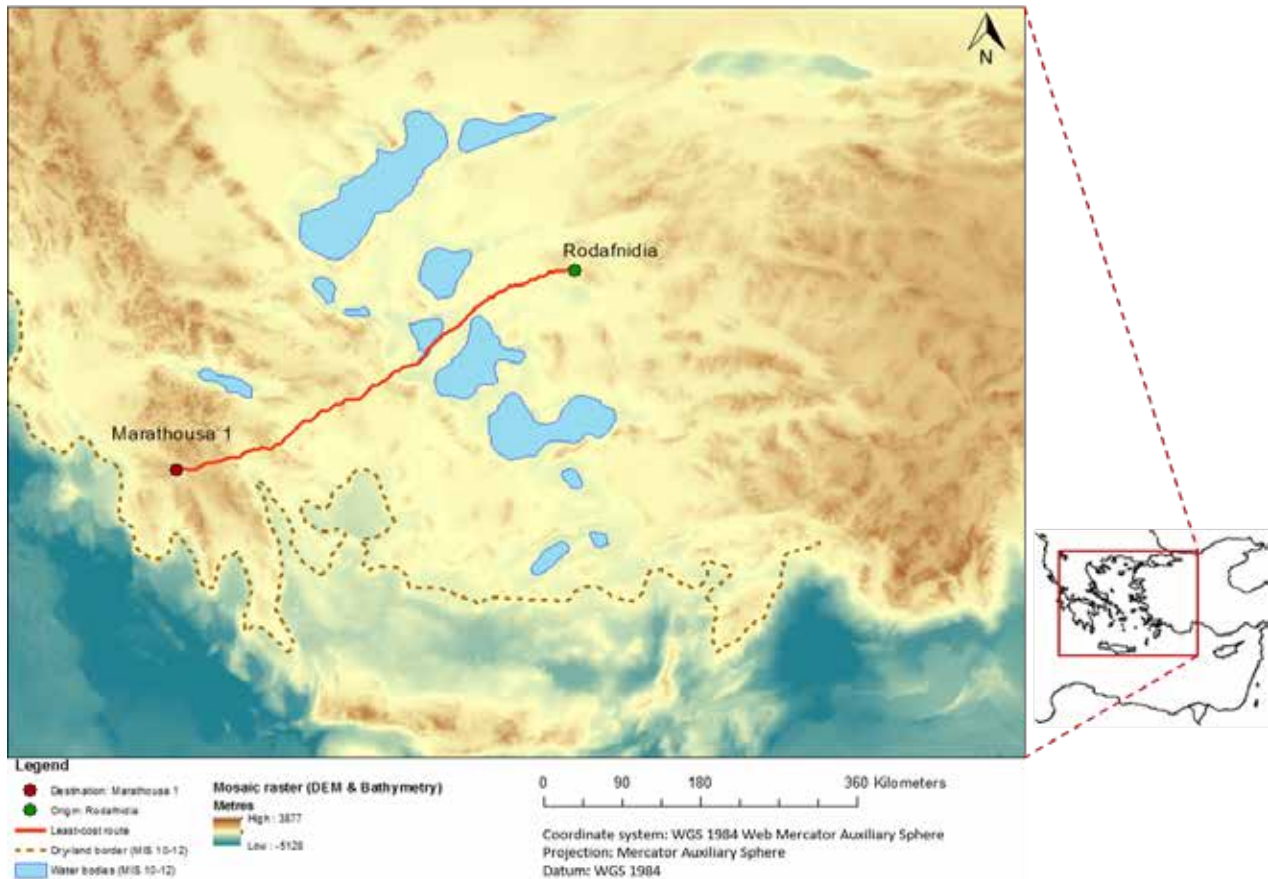 N
Rodafnidia
Marathousa 1
Legend
Destination: Marathousa 1
Origin: Rodafnidia
Least-cost route
Dry-land border (MIS 10-12)
Water bodies (MIS 10-12)
Mosaic raster (DEM & Bathymetry)
Metres
High : 3877
Low : -5128
0 90 180 360 Kilometers
Coordinate system: WGS 1984 Web Mercator Auxiliary Sphere
Projection: Mercator Auxiliary Sphere
Datum: WGS 1984